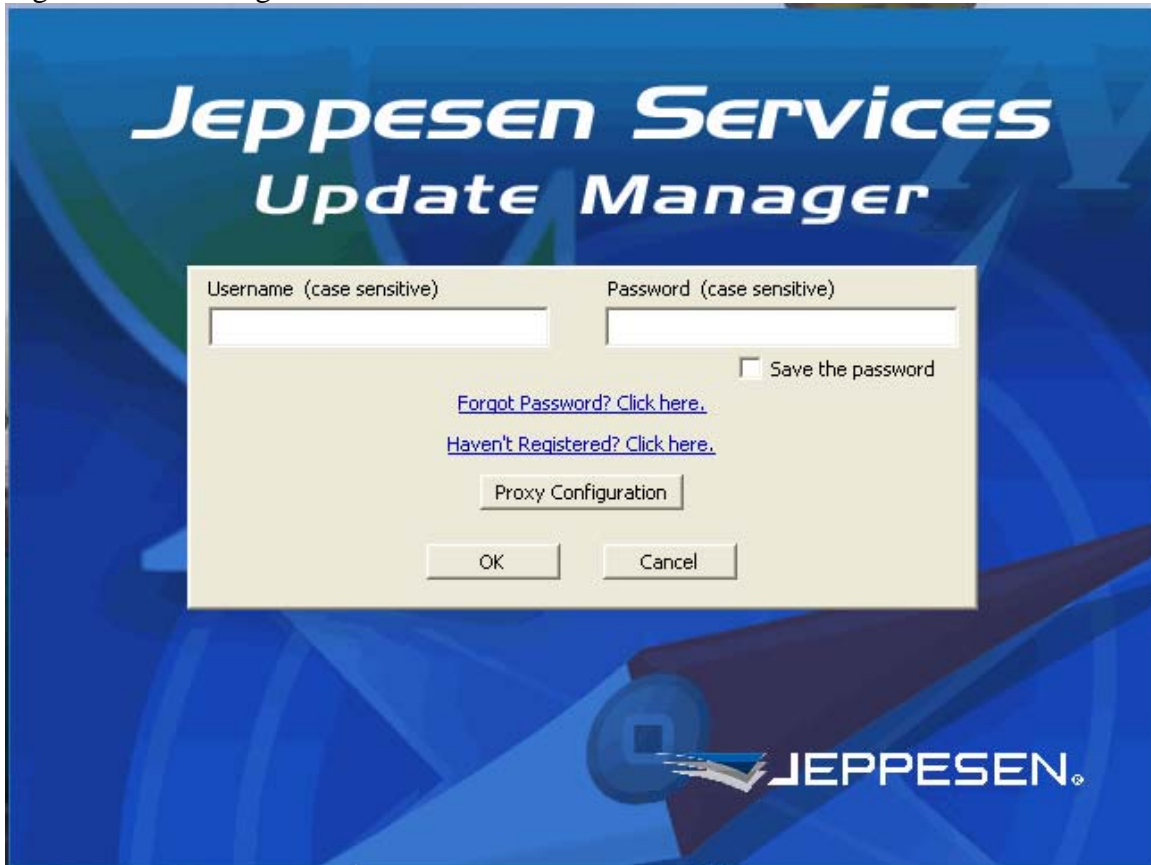 Jeppesen Services
Update Manager
Username (case sensitive)
Password (case sensitive)
Save the password
Forgot Password? Click here.
Haven't Registered? Click here.
Proxy Configuration
OK
Cancel
JEPPESEN®